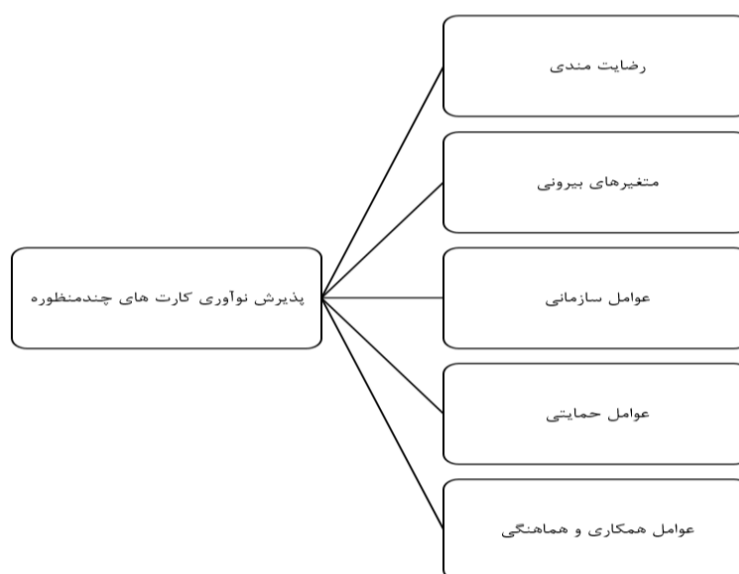 رضایت مندی
متغیرهای بیرونی
عوامل سازمانی
پذیرش نوآوری کارت های چندمنظوره
عوامل حمایتی
عوامل همکاری و هماهنگی